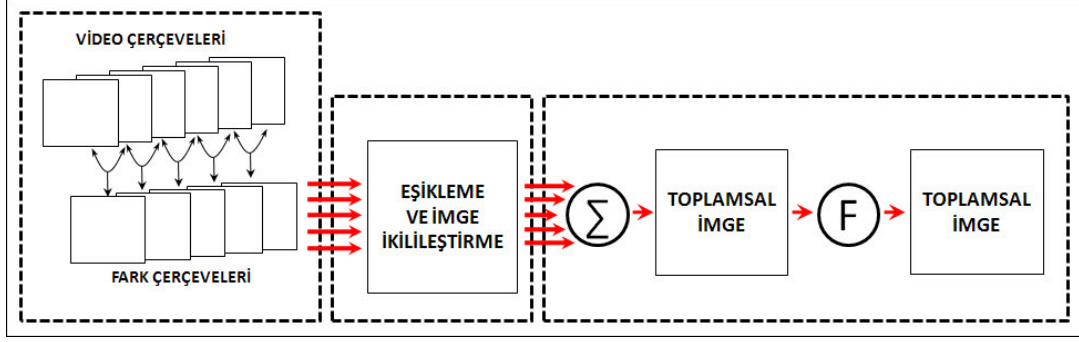 VİDEO ÇERÇEVELERİ
FARK ÇERÇEVELERİ
EŞİKLEME
VE İMGE
İKİLİLEŞTİRME
∑
TOPLAMSAL
İMGE
F
TOPLAMSAL
İMGE